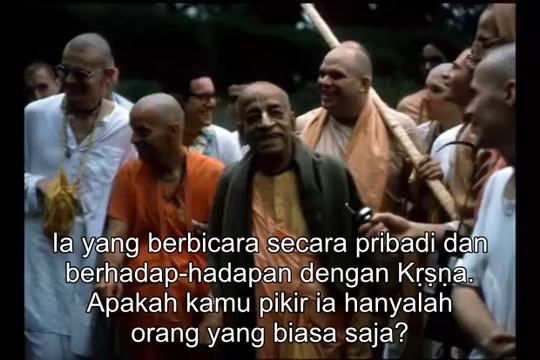 Ia yang berbicara secara pribadi dan
berhadap-hadapan dengan Kṛṣṇa.
Apakah kamu pikir ia hanyalah
orang yang biasa saja?